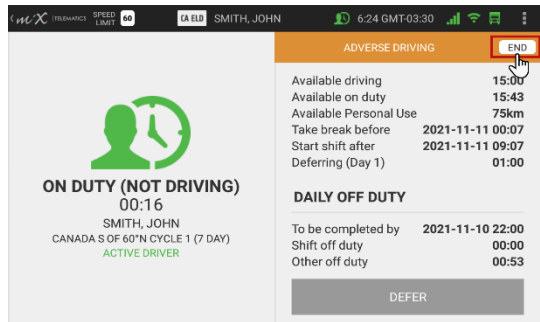 MiX TELEMATICS SPEED LIMIT 60 CA ELD SMITH, JOHN 6:24 GMT-03:30
ADVERSE DRIVING END
Available driving 15:00
Available on duty 15:43
Available Personal Use 75km
Take break before 2021-11-11 00:07
Start shift after 2021-11-11 09:07
Deferring (Day 1) 01:00
ON DUTY (NOT DRIVING)
00:16
SMITH, JOHN
CANADA S OF 60°N CYCLE 1 (7 DAY)
ACTIVE DRIVER
DAILY OFF DUTY
To be completed by 2021-11-10 22:00
Shift off duty 00:00
Other off duty 00:53
DEFER